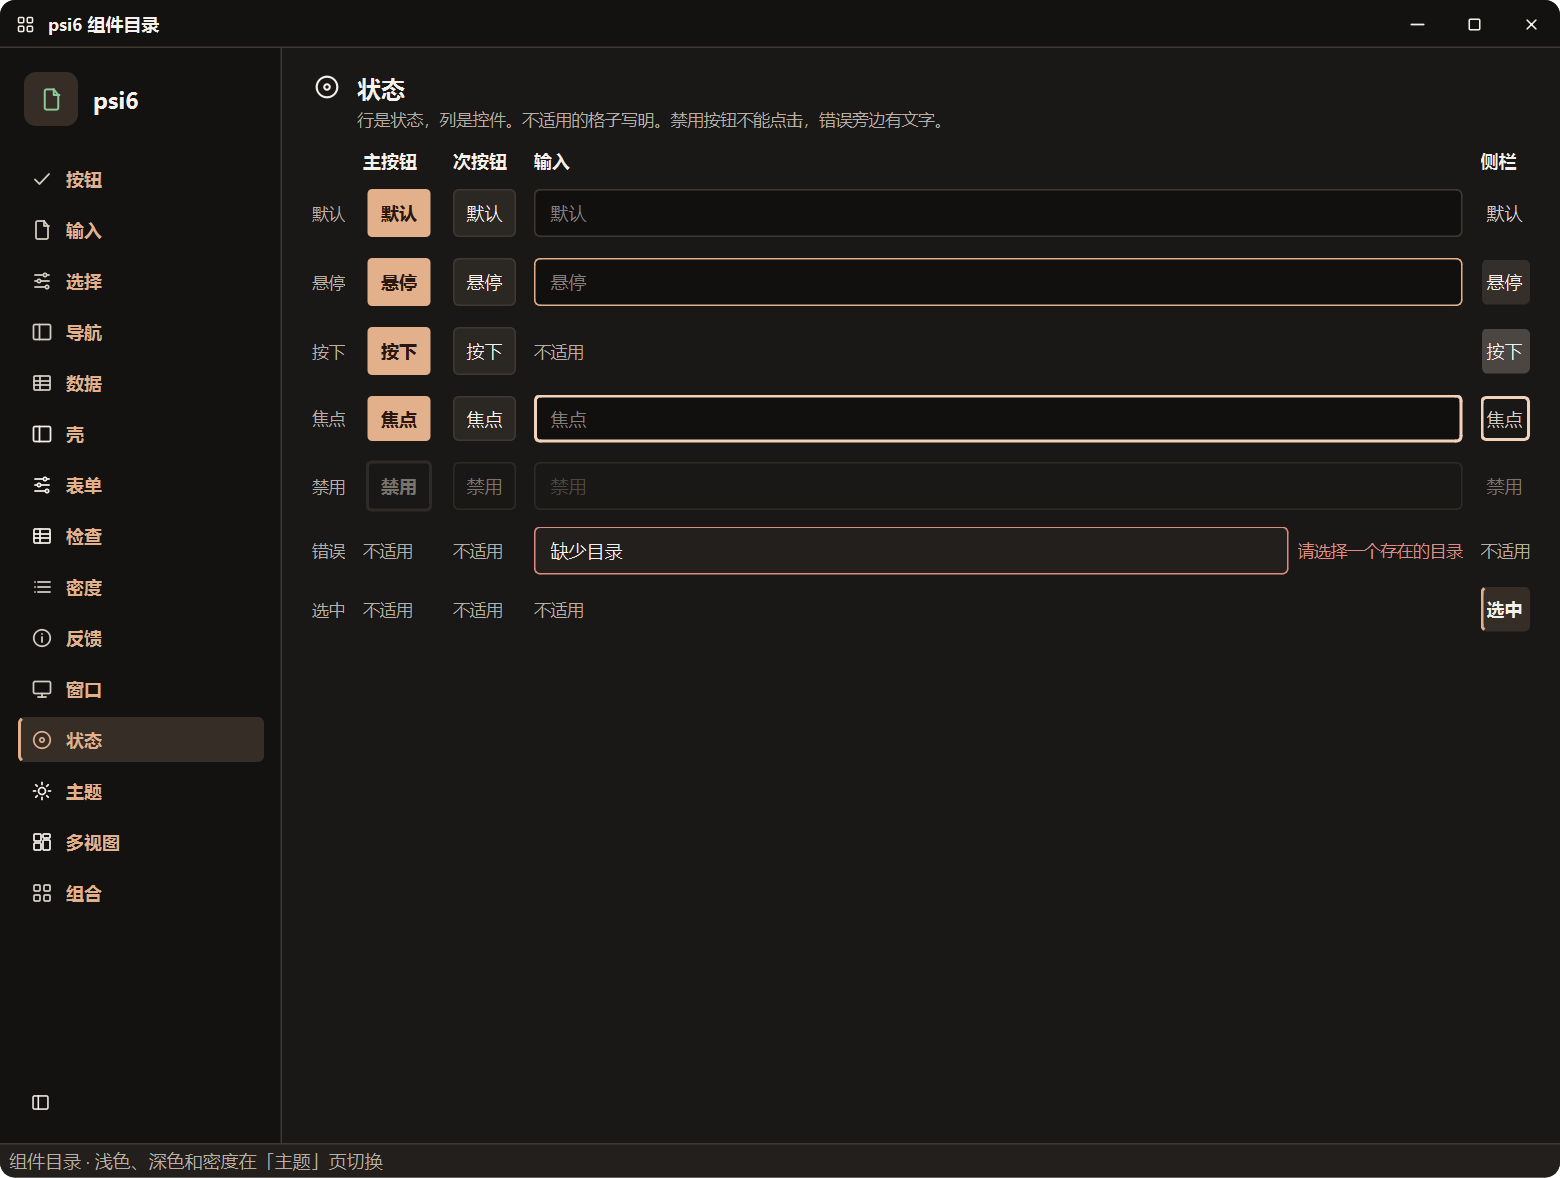 psi6 组件目录
psi6
按钮
输入
选择
导航
数据
壳
表单
检查
密度
反馈
窗口
状态
主题
多视图
组合
状态
行是状态，列是控件。不适用的格子写明。禁用按钮不能点击，错误旁边有文字。
主按钮 次按钮 输入 侧栏
默认 默认 默认 默认 默认
悬停 悬停 悬停 悬停 悬停
按下 按下 按下 不适用 按下
焦点 焦点 焦点 焦点 焦点
禁用 禁用 禁用 禁用 禁用
错误 不适用 不适用 缺少目录 请选择一个存在的目录 不适用
选中 不适用 不适用 不适用 选中
组件目录 · 浅色、深色和密度在「主题」页切换